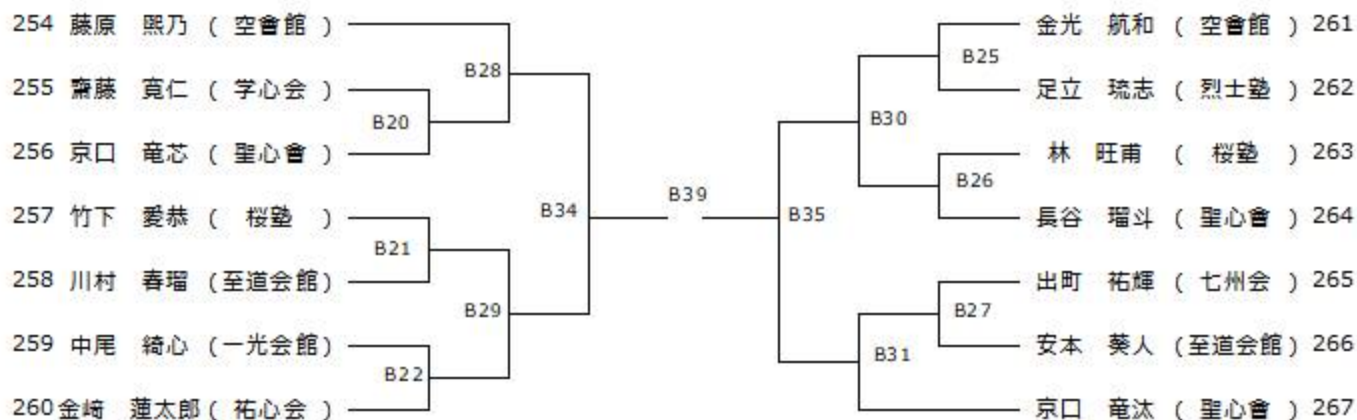 254 藤原 煕乃 ( 空會館 )
255 齋藤 寛仁 ( 学心会 )
256 京口 竜芯 ( 聖心會 )
257 竹下 愛恭 ( 桜塾 )
258 川村 春瑠 (至道会館)
259 中尾 綺心 (一光会館)
260 金崎 蓮太郎 ( 祐心会 )
B28
B20
B34
B21
B29
B22
B39
B25
B30
B26
B35
B27
B31
金光 航和 ( 空會館 ) 261
足立 琉志 ( 烈士塾 ) 262
林 旺甫 ( 桜塾 ) 263
長谷 瑠斗 ( 聖心會 ) 264
出町 祐輝 ( 七州会 ) 265
安本 葵人 (至道会館) 266
京口 竜汰 ( 聖心會 ) 267